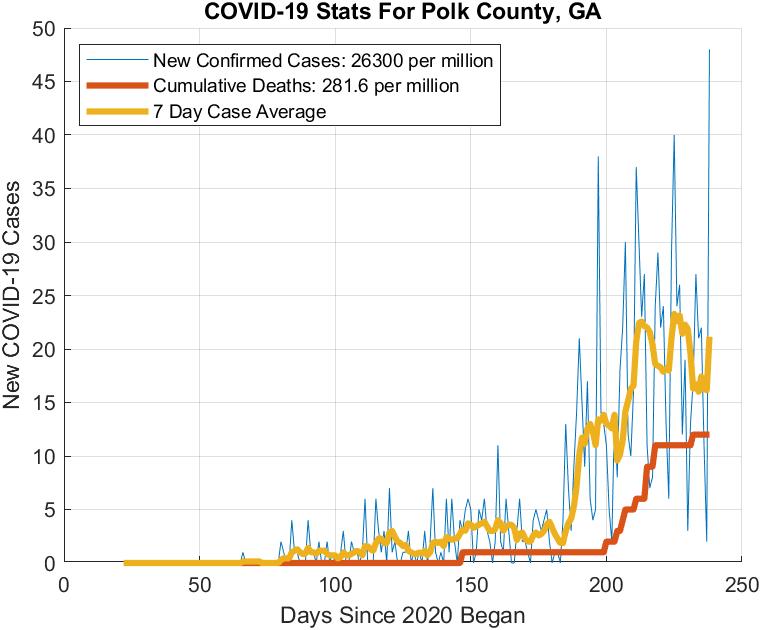 COVID-19 Stats For Polk County, GA
50
45
40
35
30
25
20
15
10
5
0
New COVID-19 Cases
New Confirmed Cases: 26300 per million
Cumulative Deaths: 281.6 per million
7 Day Case Average
0 50 100 150 200 250
Days Since 2020 Began